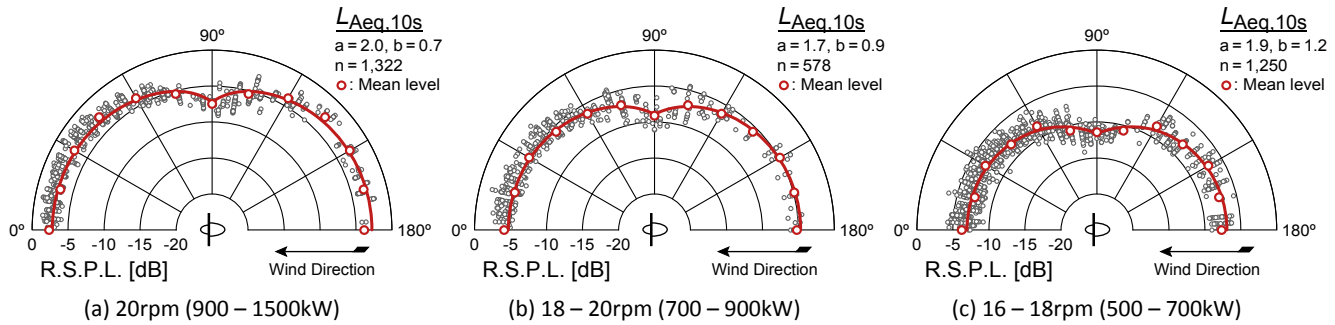 L_Aeq,10s
a = 2.0, b = 0.7
n = 1,322
: Mean level
90º
0º
180º
0 -5 -15 -20
R.S.P.L. [dB]
Wind Direction
(a) 20rpm (900 – 1500kW)
L_Aeq,10s
a = 1.7, b = 0.9
n = 578
: Mean level
90º
0º
180º
0 -5 -15 -20
R.S.P.L. [dB]
Wind Direction
(b) 18 – 20rpm (700 – 900kW)
L_Aeq,10s
a = 1.9, b = 1.2
n = 1,250
: Mean level
90º
0º
180º
0 -5 -15 -20
R.S.P.L. [dB]
Wind Direction
(c) 16 – 18rpm (500 – 700kW)